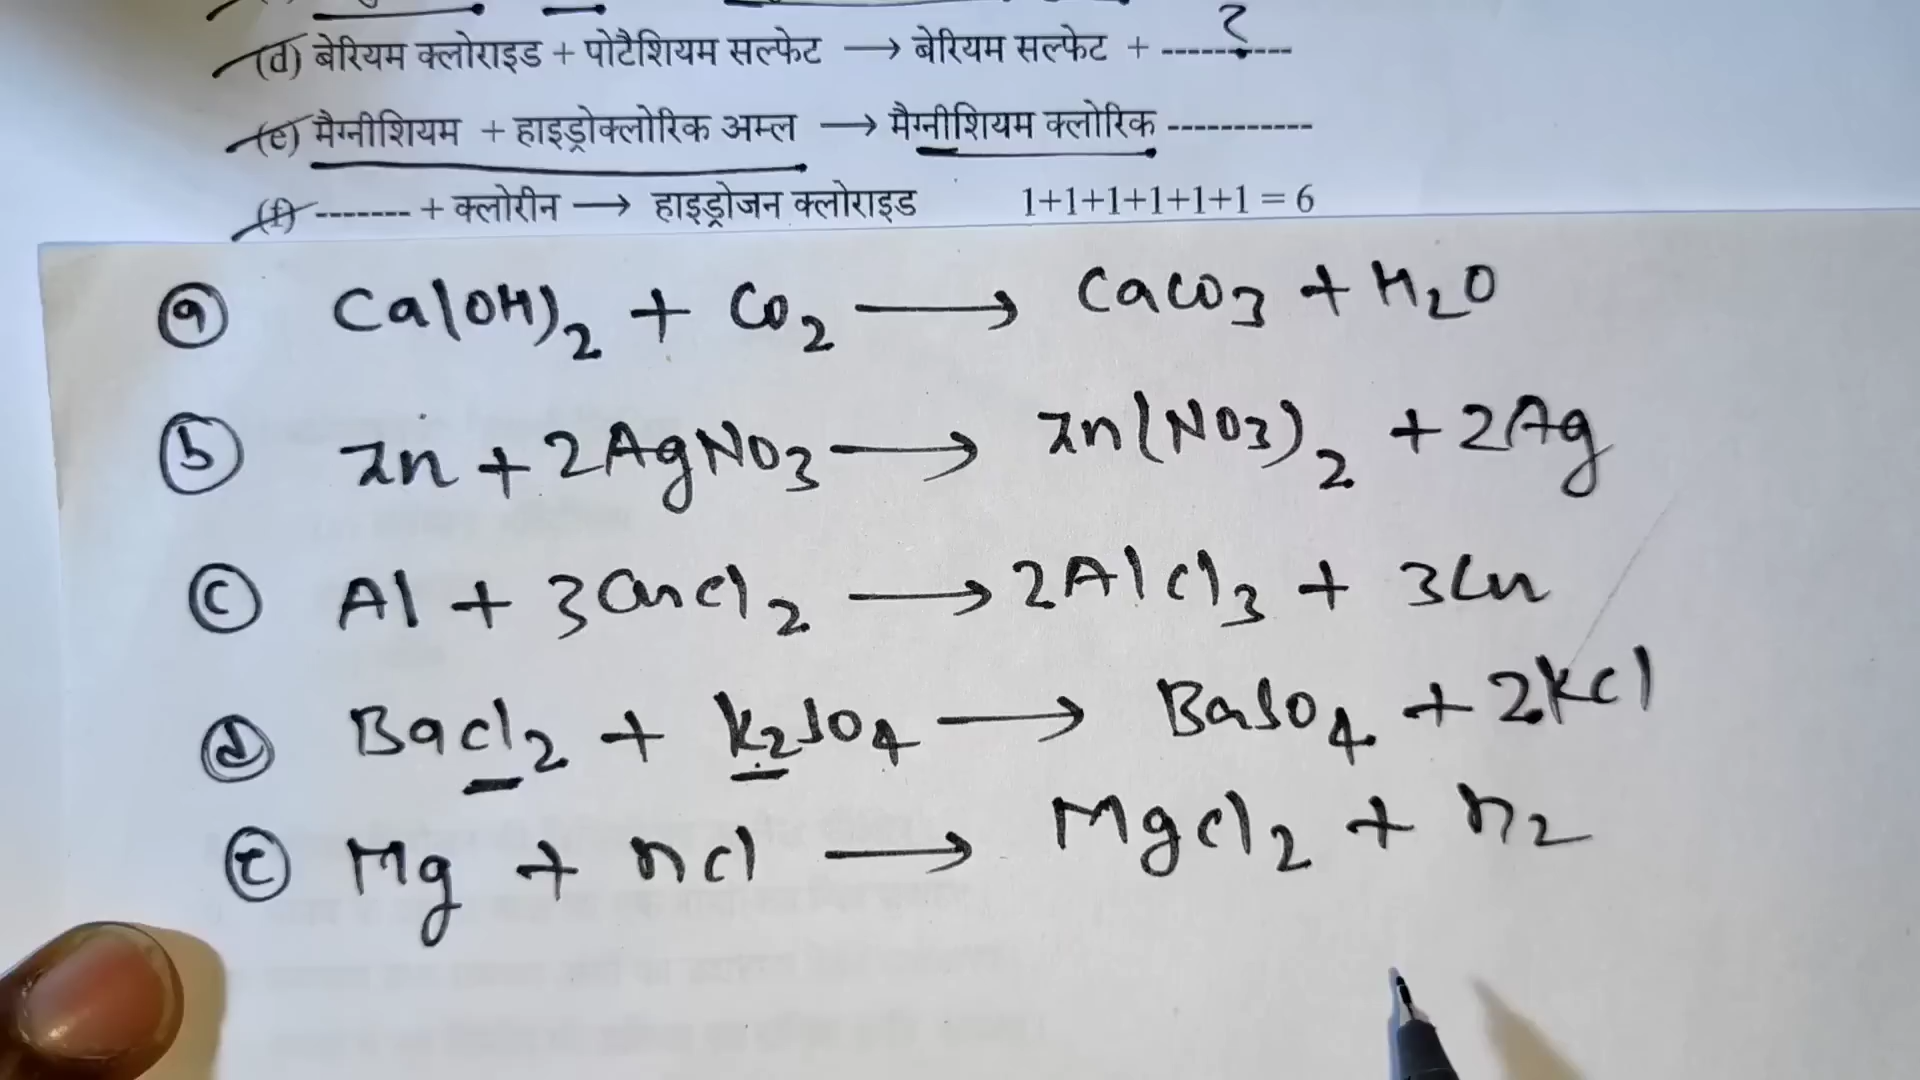 (d) बेरियम क्लोराइड + पोटैशियम सल्फेट → बेरियम सल्फेट + ---------- ?
(e) मैग्नीशियम + हाइड्रोक्लोरिक अम्ल → मैग्नीशियम क्लोरिक -----------
(f) ------- + क्लोरीन → हाइड्रोजन क्लोराइड 1+1+1+1+1+1 = 6
(a) Ca(OH)2 + CO2 → CaCO3 + H2O
(b) Zn + 2AgNO3 → Zn(NO3)2 + 2Ag
(c) Al + 3CuCl2 → 2AlCl3 + 3Cu
(d) BaCl2 + K2SO4 → BaSO4 + 2KCl
(e) Mg + HCl → MgCl2 + H2